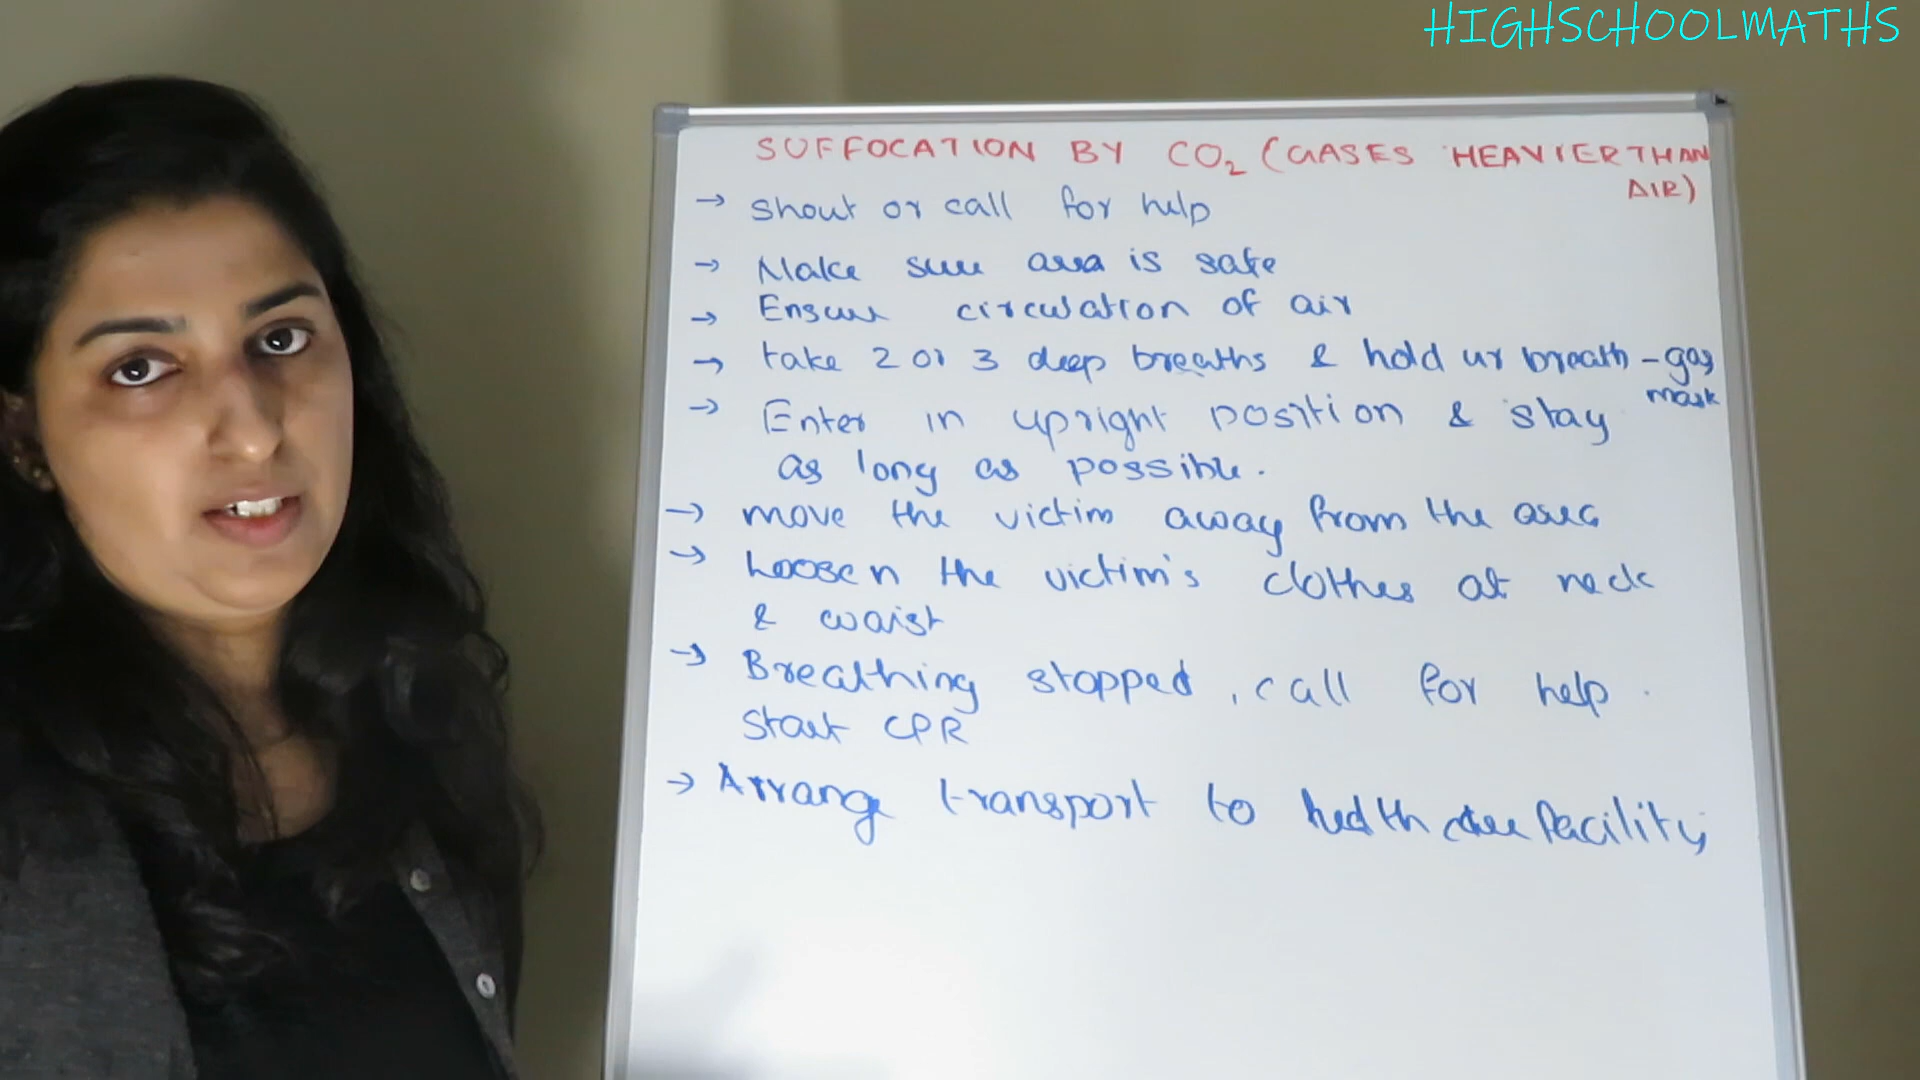 HIGHSCHOOLMATHS
SUFFOCATION BY CO2 (GASES HEAVIER THAN
AIR)
→ shout or call for help
→ Make sure area is safe
→ Ensure circulation of air
→ take 2 or 3 deep breaths & hold ur breath - gas
mask
→ Enter in upright position & stay
as long as possible.
→ move the victim away from the area
→ Loosen the victim's clothes at neck
& waist
→ Breathing stopped, call for help.
Start CPR
→ Arrange transport to health care facility